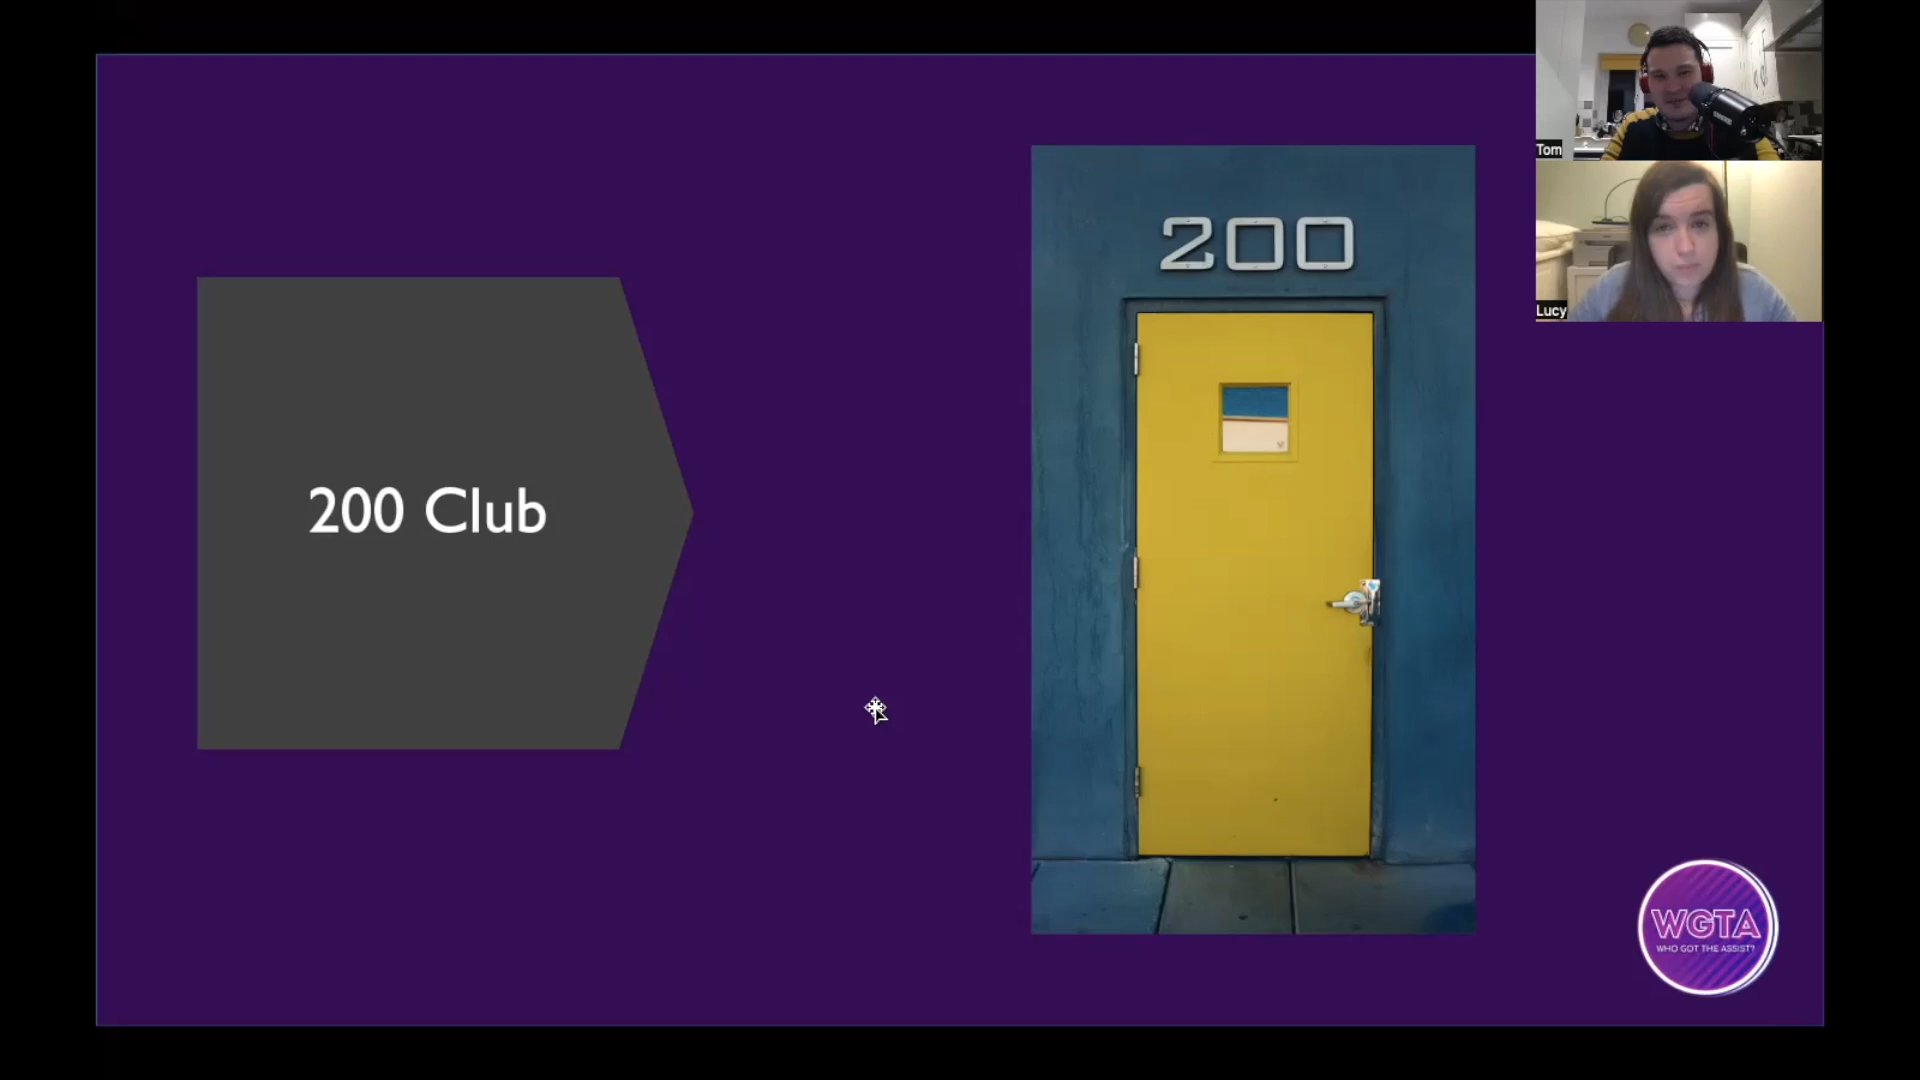 200 Club
200
Tom
Lucy
WGTA
WHO GOT THE ASSIST?